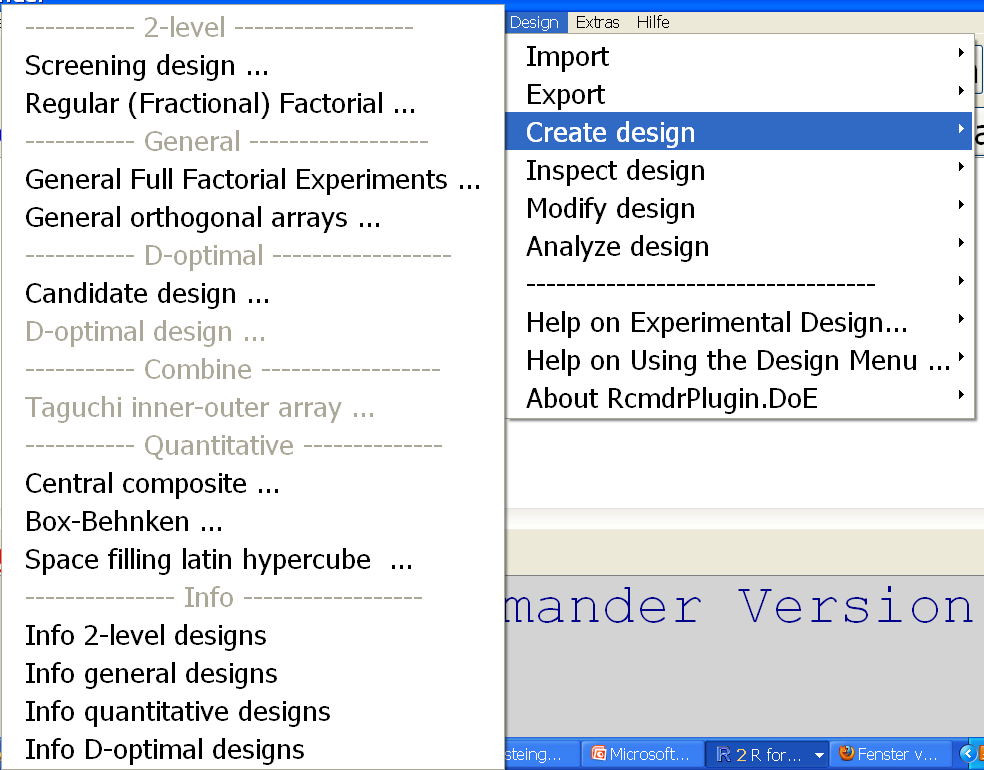 Design Extras Hilfe
----------- 2-level ------------------
Screening design ...
Regular (Fractional) Factorial ...
----------- General ------------------
General Full Factorial Experiments ...
General orthogonal arrays ...
----------- D-optimal ------------------
Candidate design ...
D-optimal design ...
----------- Combine ------------------
Taguchi inner-outer array ...
----------- Quantitative --------------
Central composite ...
Box-Behnken ...
Space filling latin hypercube ...
--------------- Info ------------------
Info 2-level designs
Info general designs
Info quantitative designs
Info D-optimal designs
Import
Export
Create design
Inspect design
Modify design
Analyze design
-----------------------------------
Help on Experimental Design...
Help on Using the Design Menu ...
About RcmdrPlugin.DoE
mander Version
steing... Microsoft... 2 R for... Fenster v...